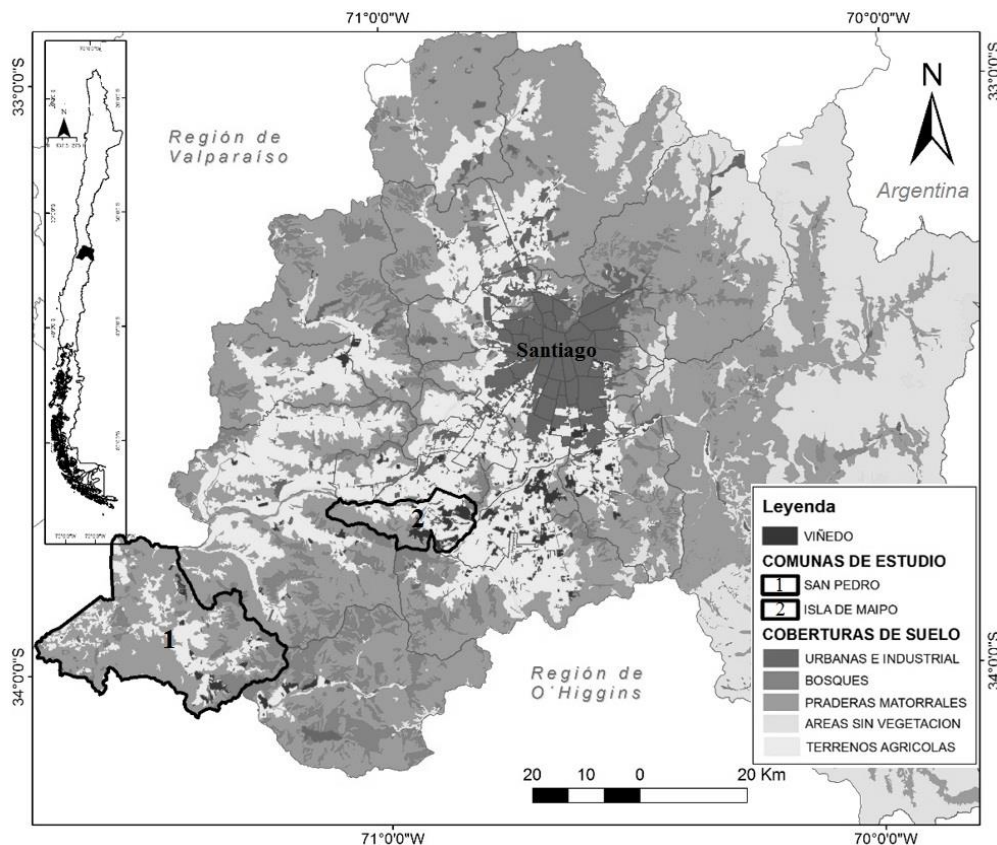 71°0'0"W
70°0'0"W
33°0'0"S
33°0'0"S
N
N
Región de
Valparaíso
Argentina
Santiago
2
1
Región de
O´Higgins
34°0'0"S
34°0'0"S
Leyenda
VIÑEDO
COMUNAS DE ESTUDIO
1 SAN PEDRO
2 ISLA DE MAIPO
COBERTURAS DE SUELO
URBANAS E INDUSTRIAL
BOSQUES
PRADERAS MATORRALES
AREAS SIN VEGETACION
TERRENOS AGRICOLAS
20 10 0 20 Km
71°0'0"W
70°0'0"W